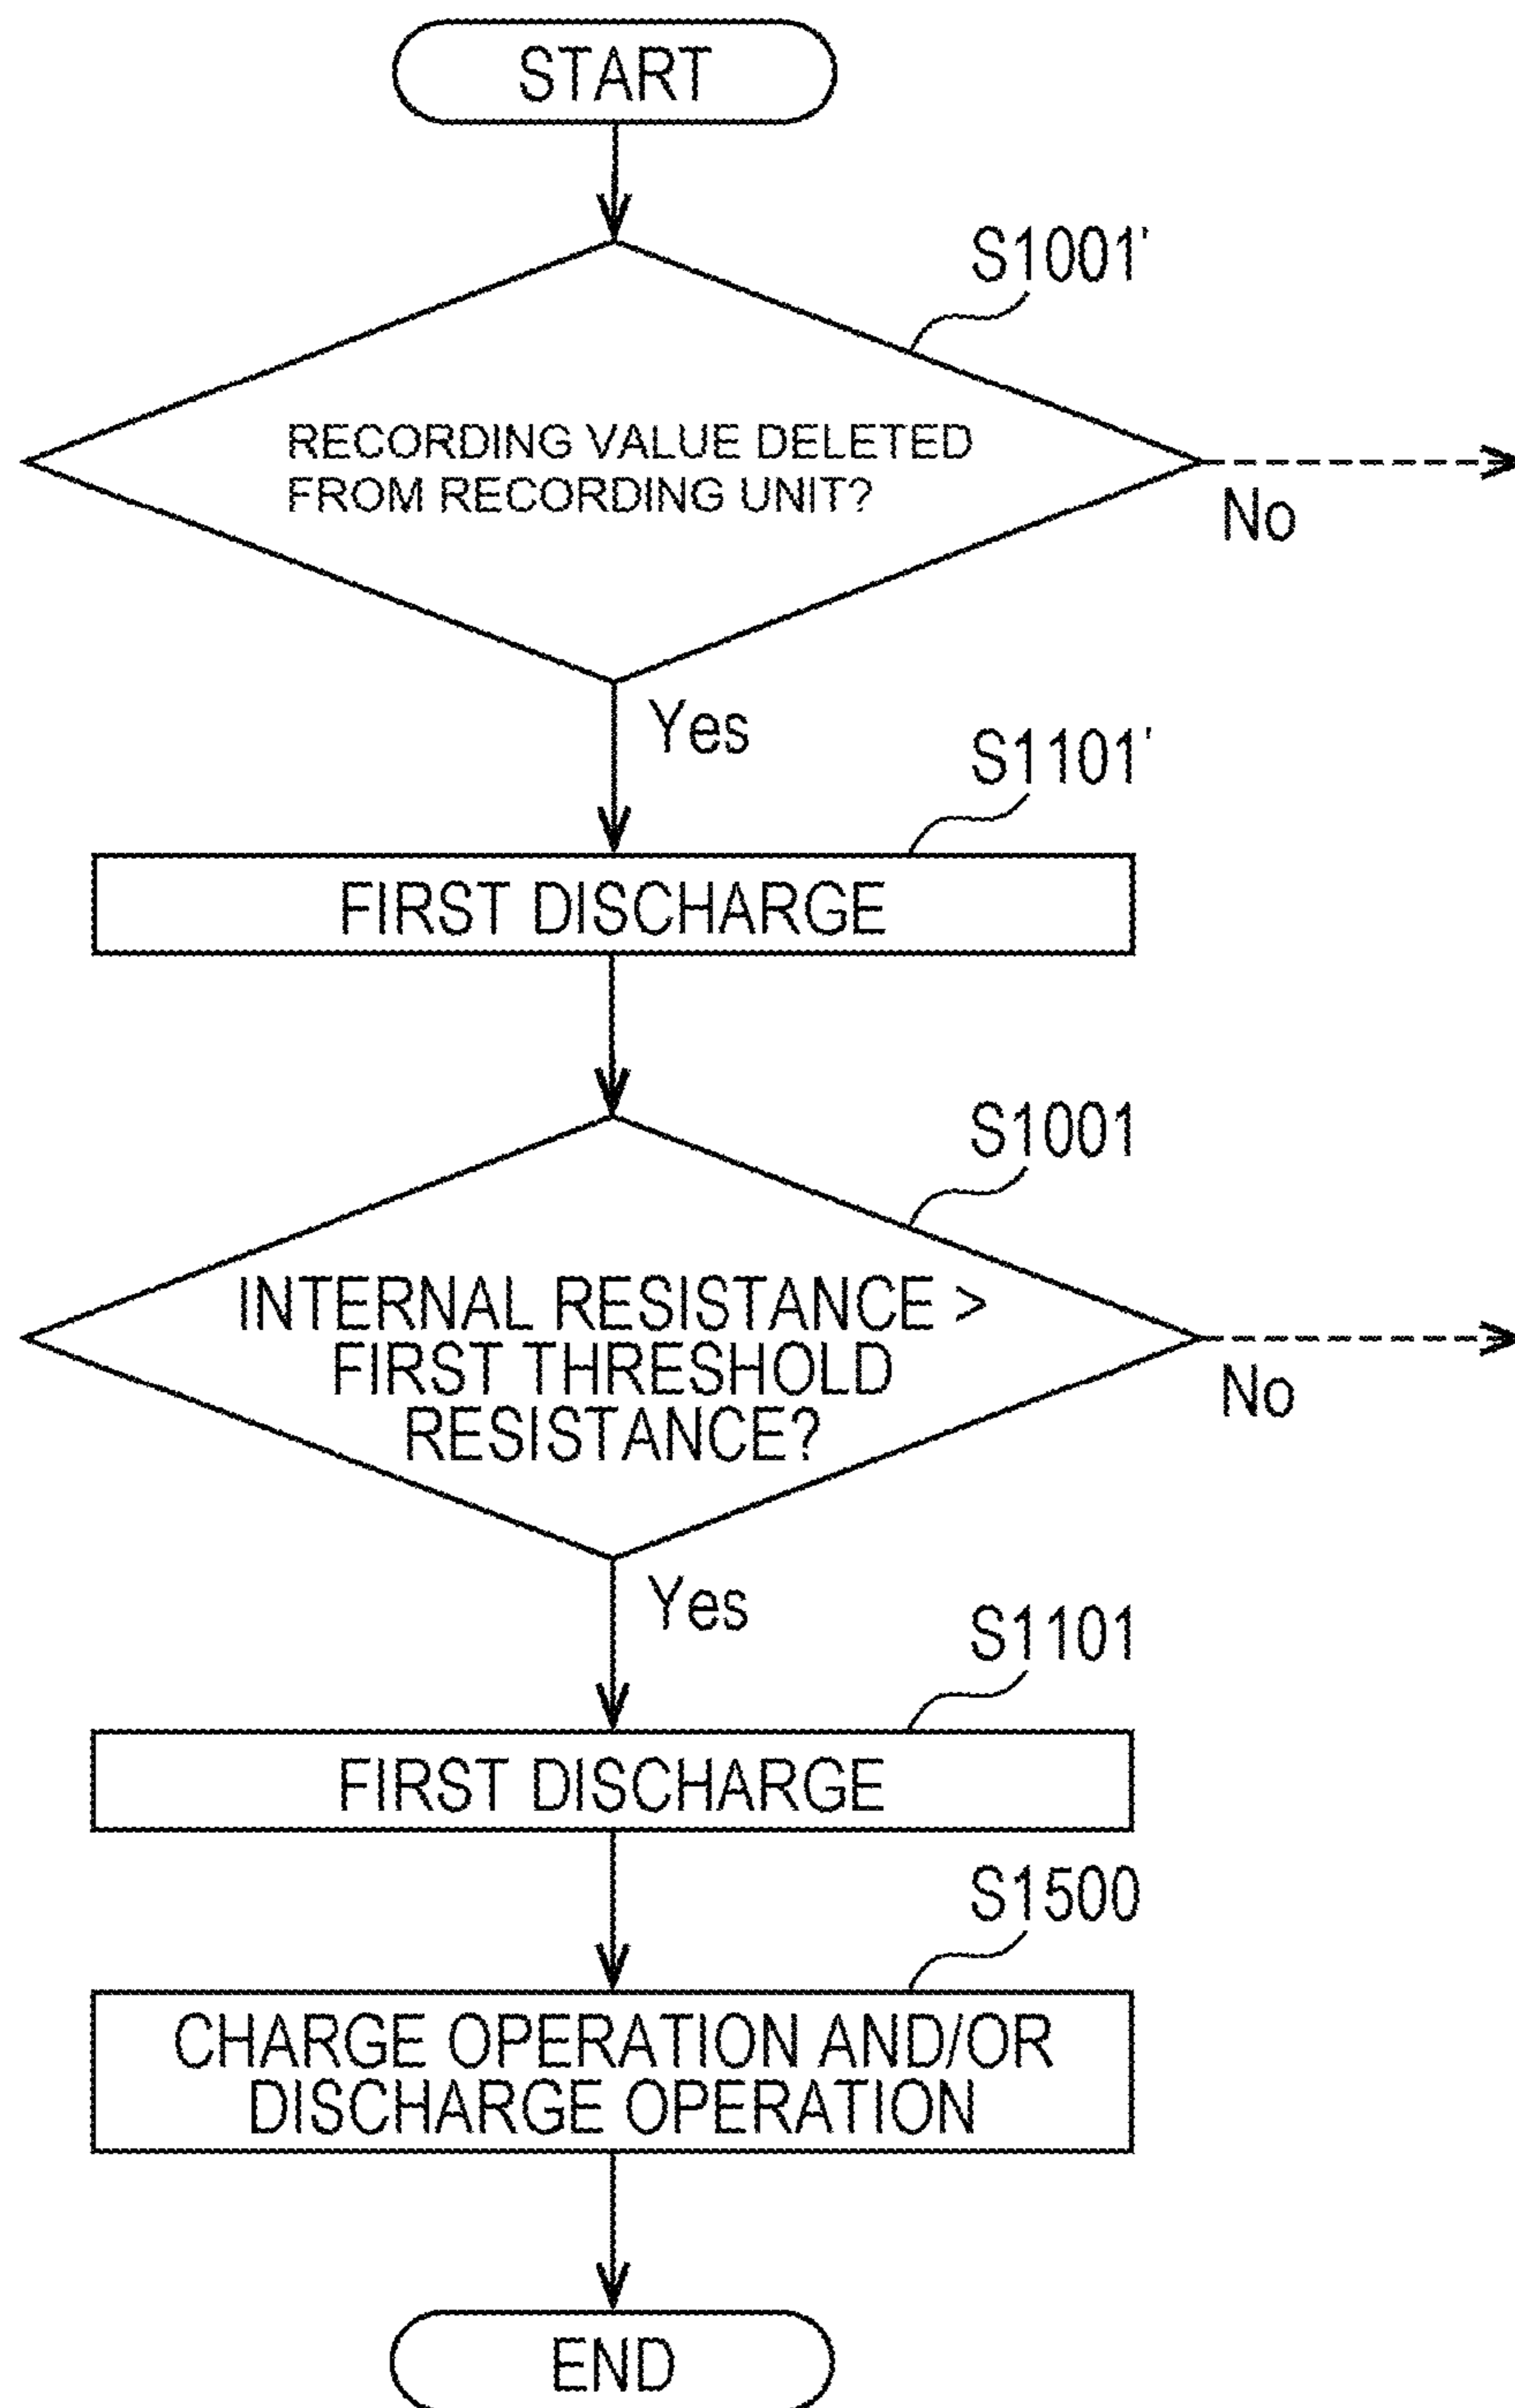 START
S1001'
RECORDING VALUE DELETED
FROM RECORDING UNIT?
No
Yes
S1101'
FIRST DISCHARGE
S1001
INTERNAL RESISTANCE >
FIRST THRESHOLD
RESISTANCE?
No
Yes
S1101
FIRST DISCHARGE
S1500
CHARGE OPERATION AND/OR
DISCHARGE OPERATION
END